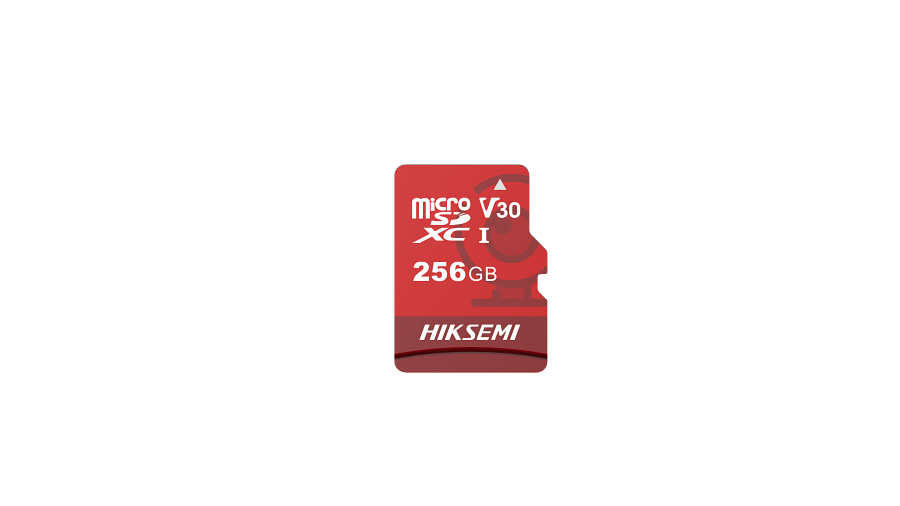 micro V30
SD
XC I
256GB
HIKSEMI